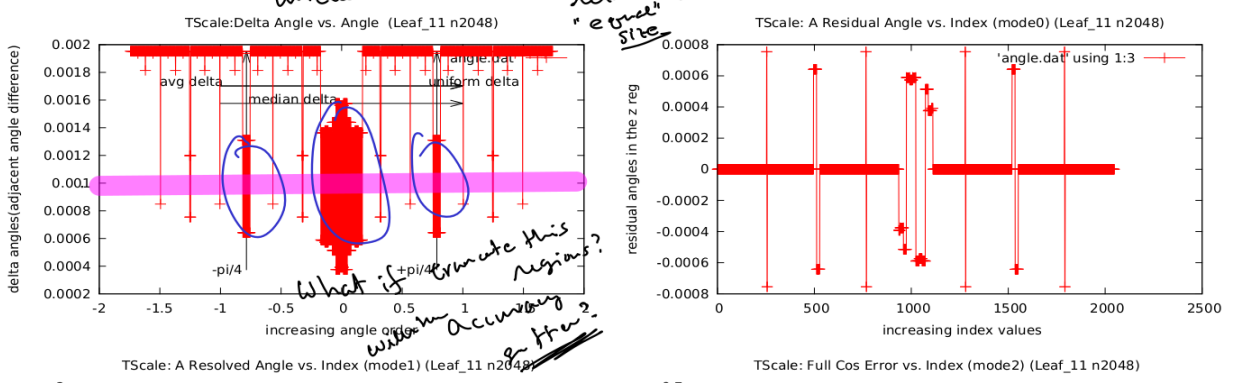 "equal"
size
TScale:Delta Angle vs. Angle (Leaf_11 n2048)
delta angles(adjacent angle difference)
0.002
0.0018
0.0016
0.0014
0.0012
0.001
0.0008
0.0006
0.0004
0.0002
'angle.dat'
avg delta
uniform delta
median delta
-pi/4
+pi/4
-2
-1.5
-1
-0.5
0
0.5
1
1.5
2
increasing angle order
What if truncate this
regions?
will the accuracy
TScale: A Residual Angle vs. Index (mode0) (Leaf_11 n2048)
residual angles in the z reg
0.0008
0.0006
0.0004
0.0002
0
-0.0002
-0.0004
-0.0006
-0.0008
'angle.dat' using 1:3
0
500
1000
1500
2000
2500
increasing index values
TScale: A Resolved Angle vs. Index (mode1) (Leaf_11 n2048)
TScale: Full Cos Error vs. Index (mode2) (Leaf_11 n2048)